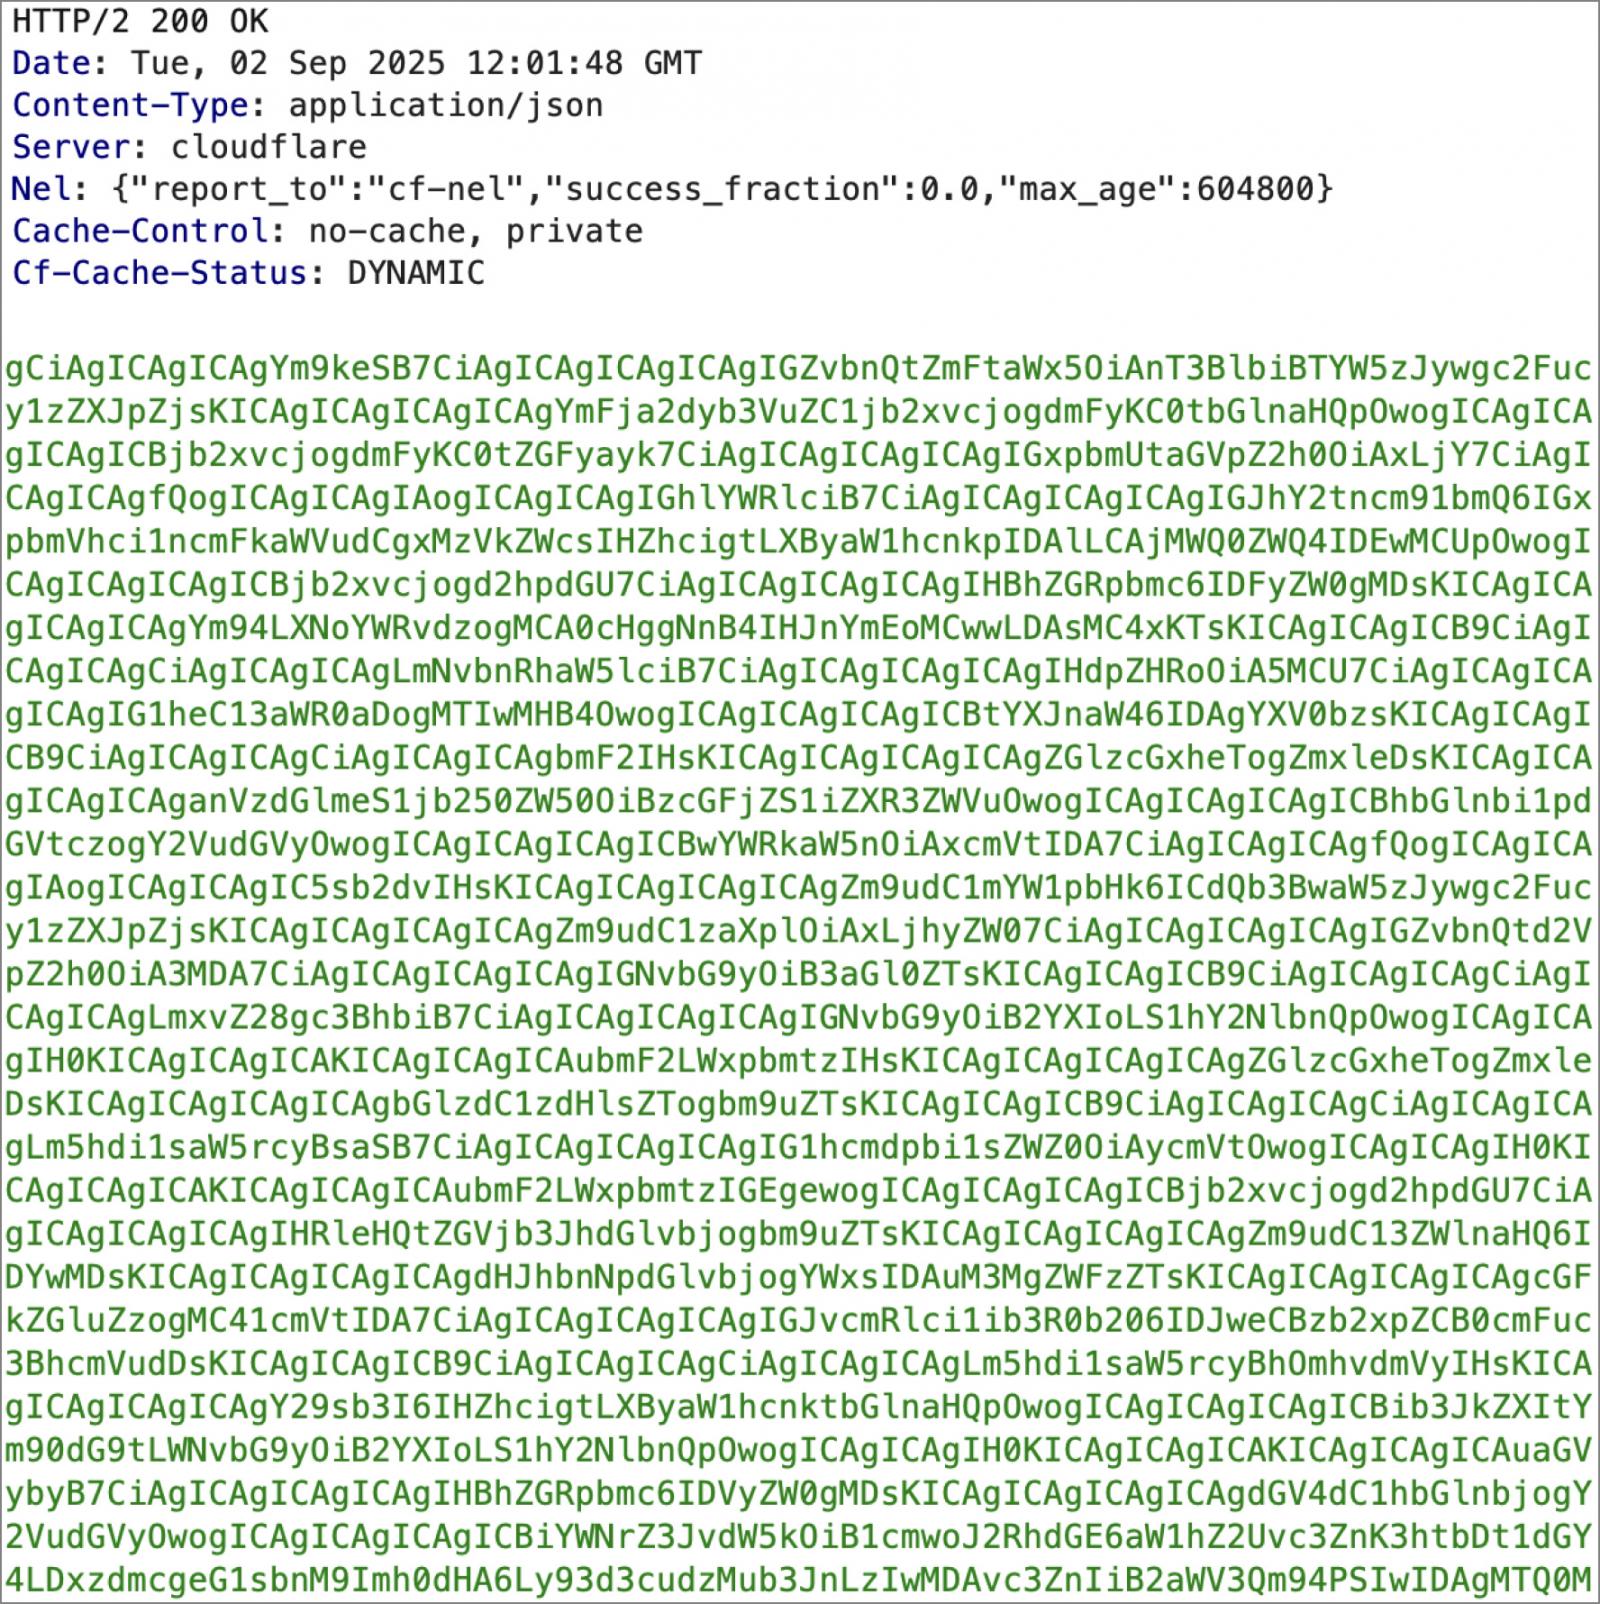 HTTP/2 200 OK
Date: Tue, 02 Sep 2025 12:01:48 GMT
Content-Type: application/json
Server: cloudflare
Nel: {"report_to":"cf-nel","success_fraction":0.0,"max_age":604800}
Cache-Control: no-cache, private
Cf-Cache-Status: DYNAMIC
gCiAgICAgICAgYm9keSB7CiAgICAgICAgICAgIGZvbnQtZmFtaWx5OiAnT3BlbiBTYW5zJywgc2Fuc
y1zZXJpZjsKICAgICAgICAgICAgYmFja2dyb3VuZC1jb2xvcjogdmFyKC0tbGlnaHQpOwogICAgICA
gICAgICBjb2xvcjogdmFyKC0tZGFyayk7CiAgICAgICAgICAgIGxpbmUtaGVpZ2h0OiAxLjY7CiAgI
CAgICAgfQogICAgICAgIAogICAgICAgIGhlYWRlciB7CiAgICAgICAgICAgIGJhY2tncm91bmQ6IGx
pbmVhci1ncmFkaWVudCgxMzVkZWcsIHZhcigtLXByaW1hcnkpIDAlLCAjMWQ0ZWQ4IDEwMCUpOwogI
CAgICAgICAgICBjb2xvcjogd2hpdGU7CiAgICAgICAgICAgIHBhZGRpbmc6IDFyZW0gMDsKICAgICA
gICAgICAgYm94LXNoYWRvdzogMCA0cHggNnB4IHJnYmEoMCwwLDAsMC4xKTsKICAgICAgICB9CiAgI
CAgICAgCiAgICAgICAgLmNvbnRhaW5lciB7CiAgICAgICAgICAgIHdpZHRoOiA5MCU7CiAgICAgICA
gICAgIG1heC13aWR0aDogMTIwMHB4OwogICAgICAgICAgICBtYXJnaW46IDAgYXV0bzsKICAgICAgI
CB9CiAgICAgICAgCiAgICAgICAgbmF2IHsKICAgICAgICAgICAgZGlzcGxheTogZmxleDsKICAgICA
gICAgICAganVzdGlmeS1jb250ZW50OiBzcGFjZS1iZXR3ZWVuOwogICAgICAgICAgICBhbGlnbi1pd
GVtczogY2VudGVyOwogICAgICAgICAgICBwYWRkaW5nOiAxcmVtIDA7CiAgICAgICAgfQogICAgICA
gIAogICAgICAgIC5sb2dvIHsKICAgICAgICAgICAgZm9udC1mYW1pbHk6ICdQb3BwaW5zJywgc2Fuc
y1zZXJpZjsKICAgICAgICAgICAgZm9udC1zaXplOiAxLjhyZW07CiAgICAgICAgICAgIGZvbnQtd2V
pZ2h0OiA3MDA7CiAgICAgICAgICAgIGNvbG9yOiB3aGl0ZTsKICAgICAgICB9CiAgICAgICAgCiAgI
CAgICAgLmxvZ28gc3BhbiB7CiAgICAgICAgICAgIGNvbG9yOiB2YXIoLS1hY2NlbnQpOwogICAgICA
gIH0KICAgICAgICAKICAgICAgICAubmF2LWxpbmtzIHsKICAgICAgICAgICAgZGlzcGxheTogZmxle
DsKICAgICAgICAgICAgbGlzdC1zdHlsZTogbm9uZTsKICAgICAgICB9CiAgICAgICAgCiAgICAgICA
gLm5hdi1saW5rcyBsaSB7CiAgICAgICAgICAgIG1hcmdpbi1sZWZ0OiAycmVtOwogICAgICAgIH0KI
CAgICAgICAKICAgICAgICAubmF2LWxpbmtzIGEgewogICAgICAgICAgICBjb2xvcjogd2hpdGU7CiA
gICAgICAgICAgIHRleHQtZGVjb3JhdGlvbjogbm9uZTsKICAgICAgICAgICAgZm9udC13ZWlnaHQ6I
DYwMDsKICAgICAgICAgICAgdHJhbnNpdGlvbjogYWxsIDAuM3MgZWFzZTsKICAgICAgICAgICAgcGF
kZGluZzogMC41cmVtIDA7CiAgICAgICAgICAgIGJvcmRlci1ib3R0b206IDJweCBzb2xpZCB0cmFuc
3BhcmVudDsKICAgICAgICB9CiAgICAgICAgCiAgICAgICAgLm5hdi1saW5rcyBhOmhvdmVyIHsKICA
gICAgICAgICAgY29sb3I6IHZhcigtLXByaW1hcnktbGlnaHQpOwogICAgICAgICAgICBib3JkZXItY
m90dG9tLWNvbG9yOiB2YXIoLS1hY2NlbnQpOwogICAgICAgIH0KICAgICAgICAKICAgICAgICAuaGV
ybyB7CiAgICAgICAgICAgIHBhZGRpbmc6IDVyZW0gMDsKICAgICAgICAgICAgdGV4dC1hbGlnbjogY
2VudGVyOwogICAgICAgICAgICBiYWNrZ3JvdW5kOiB1cmwoJ2RhdGE6aW1hZ2Uvc3ZnK3htbDt1dGY
4LDxzdmcgeG1sbnM9Imh0dHA6Ly93d3cudzMub3JnLzIwMDAvc3ZnIiB2aWV3Qm94PSIwIDAgMTQ0M